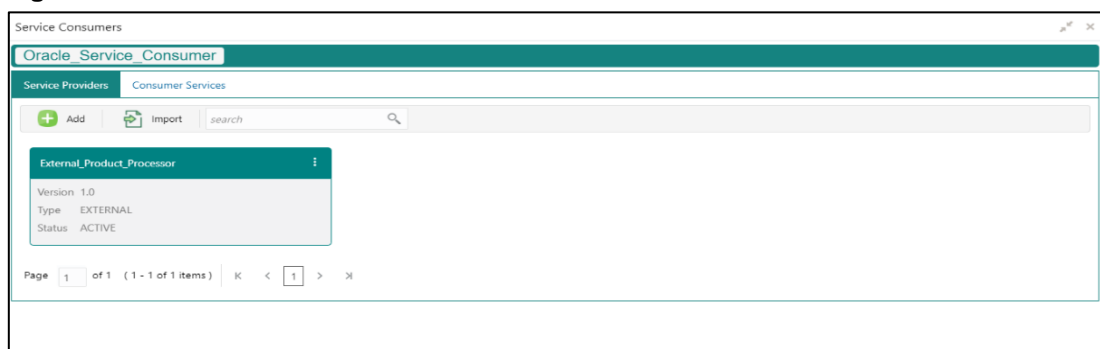 Service Consumers
Oracle_Service_Consumer
Service Providers Consumer Services
Add Import search
External_Product_Processor
Version 1.0
Type EXTERNAL
Status ACTIVE
Page 1 of 1 ( 1 - 1 of 1 items ) K < 1 > >|